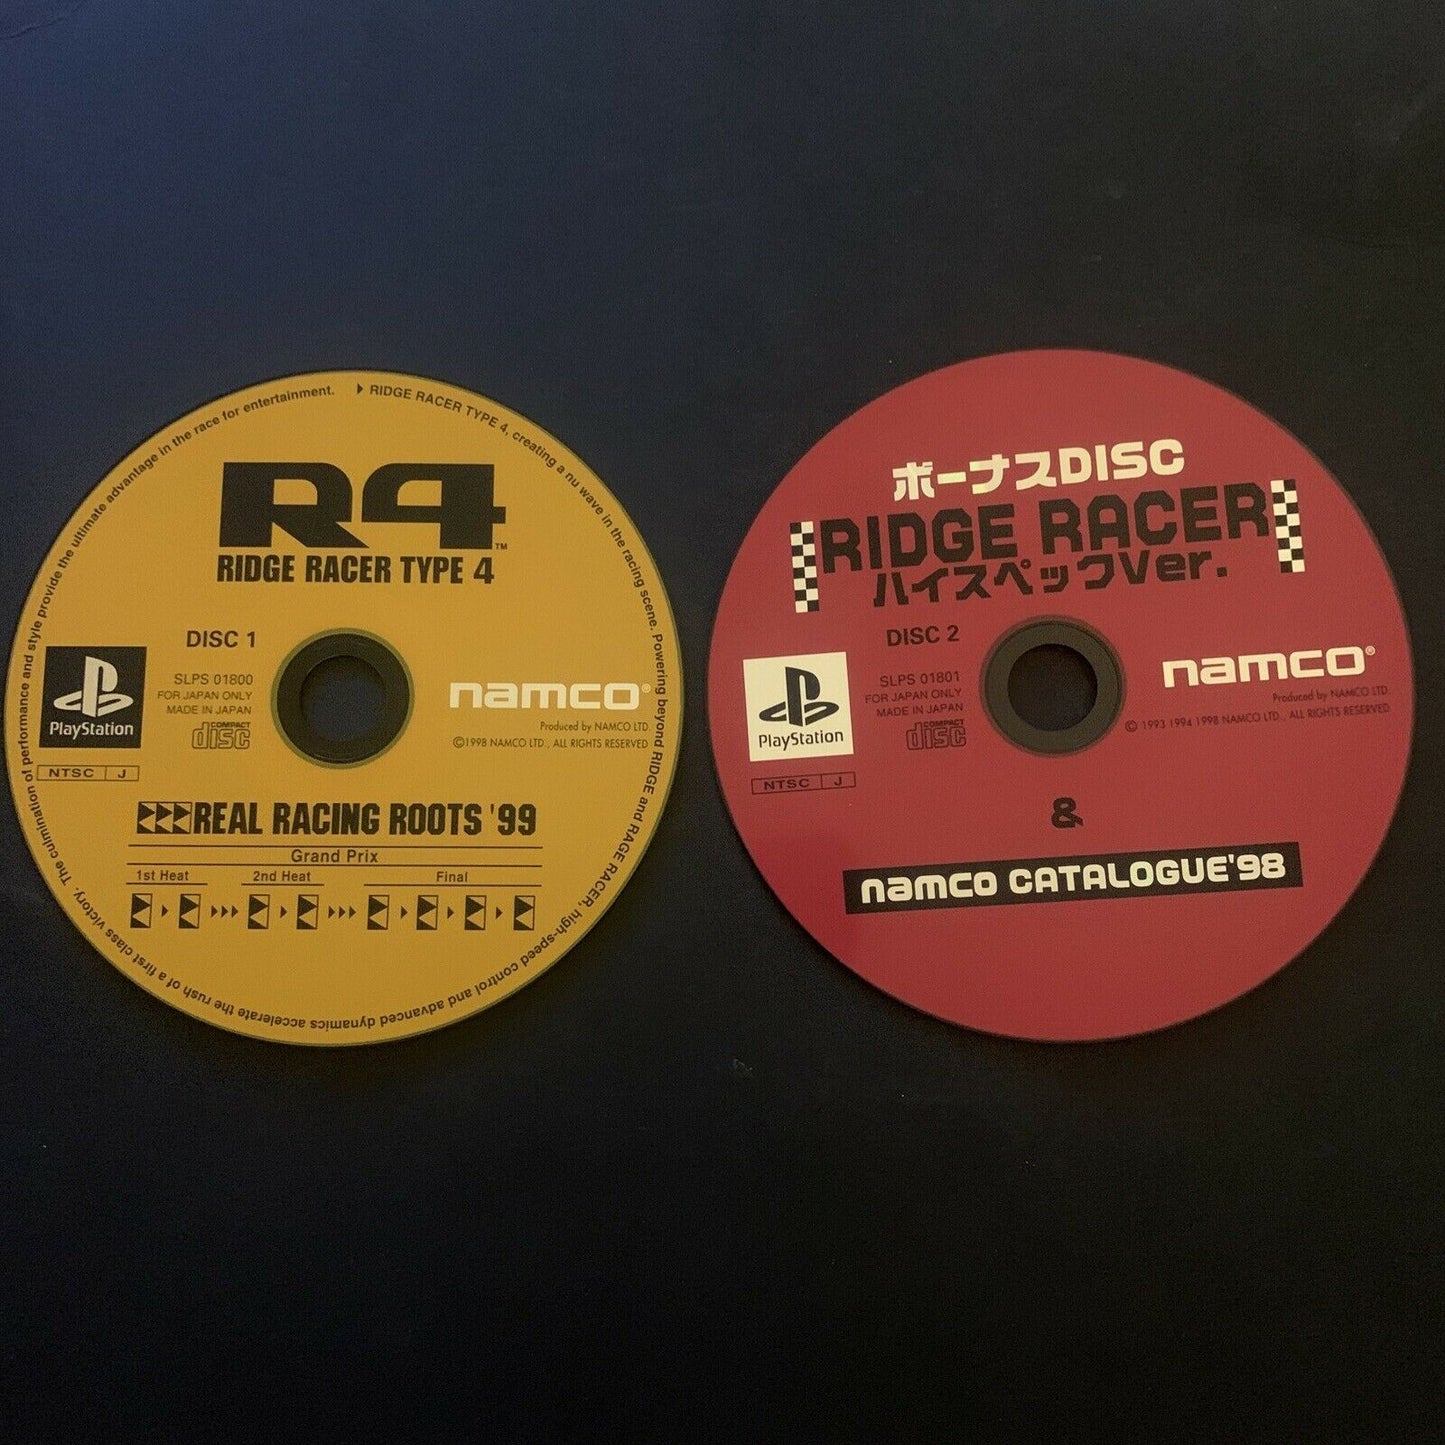 ▶ RIDGE RACER TYPE 4, creating a nu wave in the racing scene. Powering beyond RIDGE and RAGE RACER, high-speed control and advanced dynamics accelerate the rush of a first class victory. The culmination of performance and style provide the ultimate advantage in the race for entertainment.
R4™
RIDGE RACER TYPE 4
DISC 1
SLPS 01800
FOR JAPAN ONLY
MADE IN JAPAN
COMPACT
disc
PlayStation
NTSC J
namco®
Produced by NAMCO LTD.
©1998 NAMCO LTD., ALL RIGHTS RESERVED
REAL RACING ROOTS '99
Grand Prix
1st Heat 2nd Heat Final
ボーナスDISC
RIDGE RACER
ハイスペックVer.
DISC 2
SLPS 01801
FOR JAPAN ONLY
MADE IN JAPAN
COMPACT
disc
PlayStation
NTSC J
namco®
Produced by NAMCO LTD.
© 1993 1994 1998 NAMCO LTD., ALL RIGHTS RESERVED
&
namco CATALOGUE'98